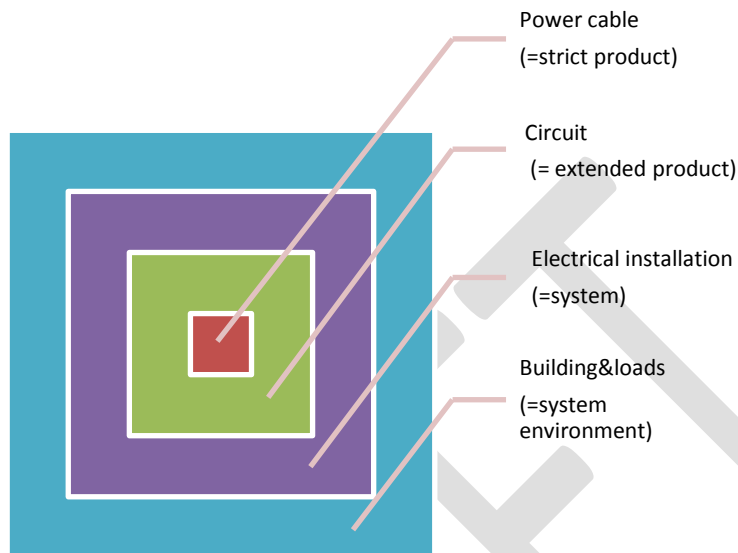 Power cable
(=strict product)
Circuit
(= extended product)
Electrical installation
(=system)
Building&loads
(=system
environment)